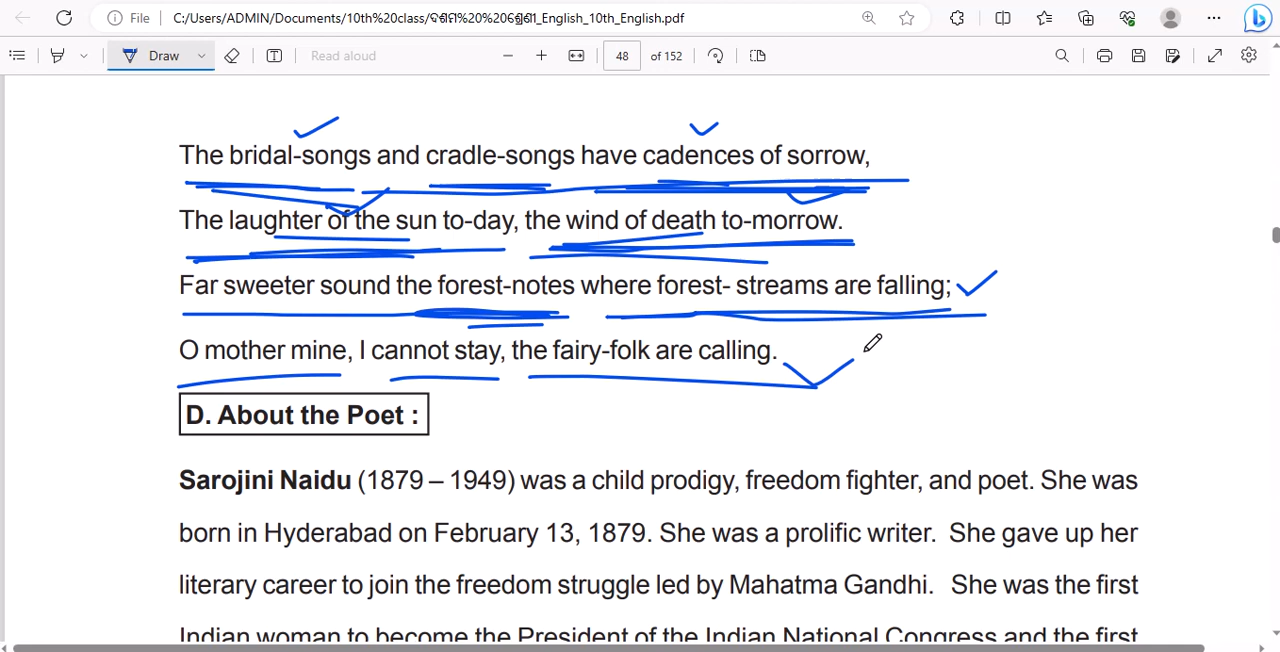 File
C:/Users/ADMIN/Documents/10th%20class/
_English_10th_English.pdf
Draw
Read aloud
48
of 152
The bridal-songs and cradle-songs have cadences of sorrow,
The laughter of the sun to-day, the wind of death to-morrow.
Far sweeter sound the forest-notes where forest- streams are falling;
O mother mine, I cannot stay, the fairy-folk are calling.
D. About the Poet :
Sarojini Naidu (1879 – 1949) was a child prodigy, freedom fighter, and poet. She was
born in Hyderabad on February 13, 1879. She was a prolific writer. She gave up her
literary career to join the freedom struggle led by Mahatma Gandhi. She was the first
Indian woman to become the President of the Indian National Congress and the first